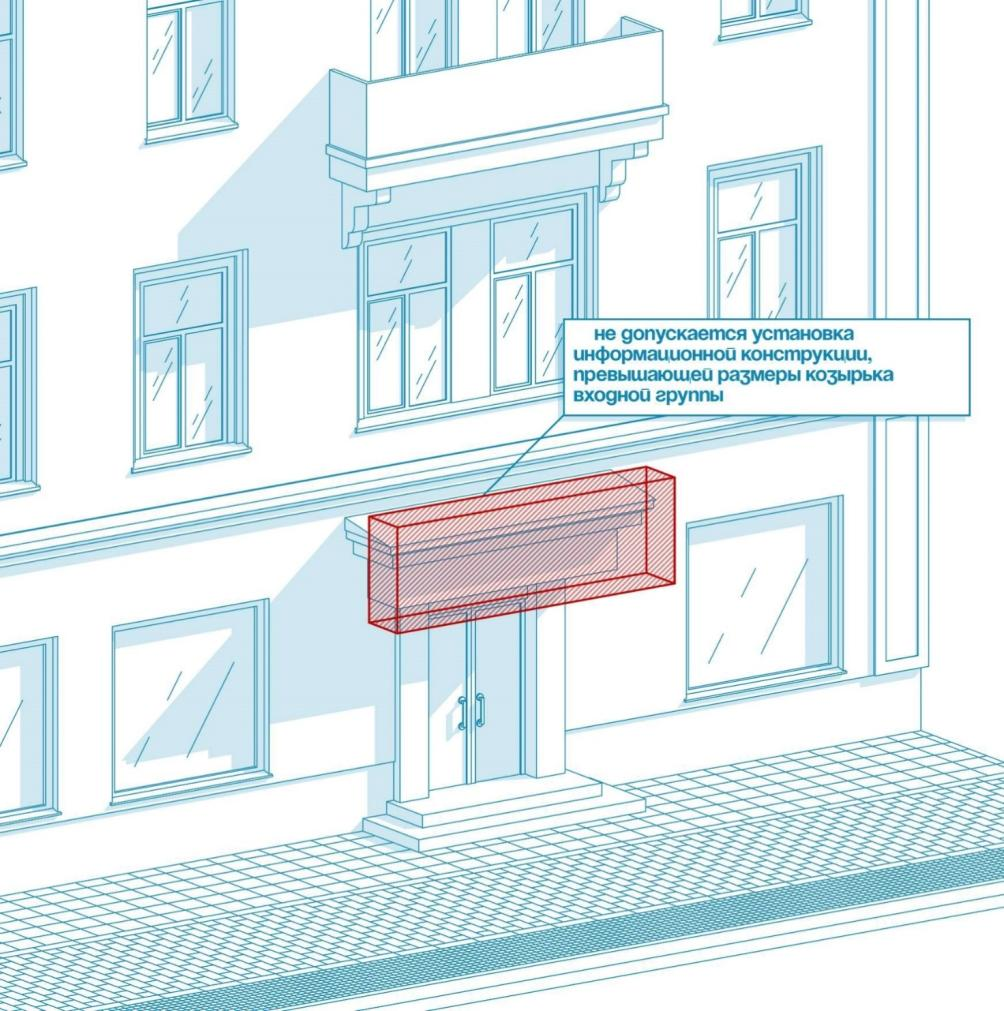 не допускается установка
информационной конструкции,
превышающей размеры козырька
входной группы